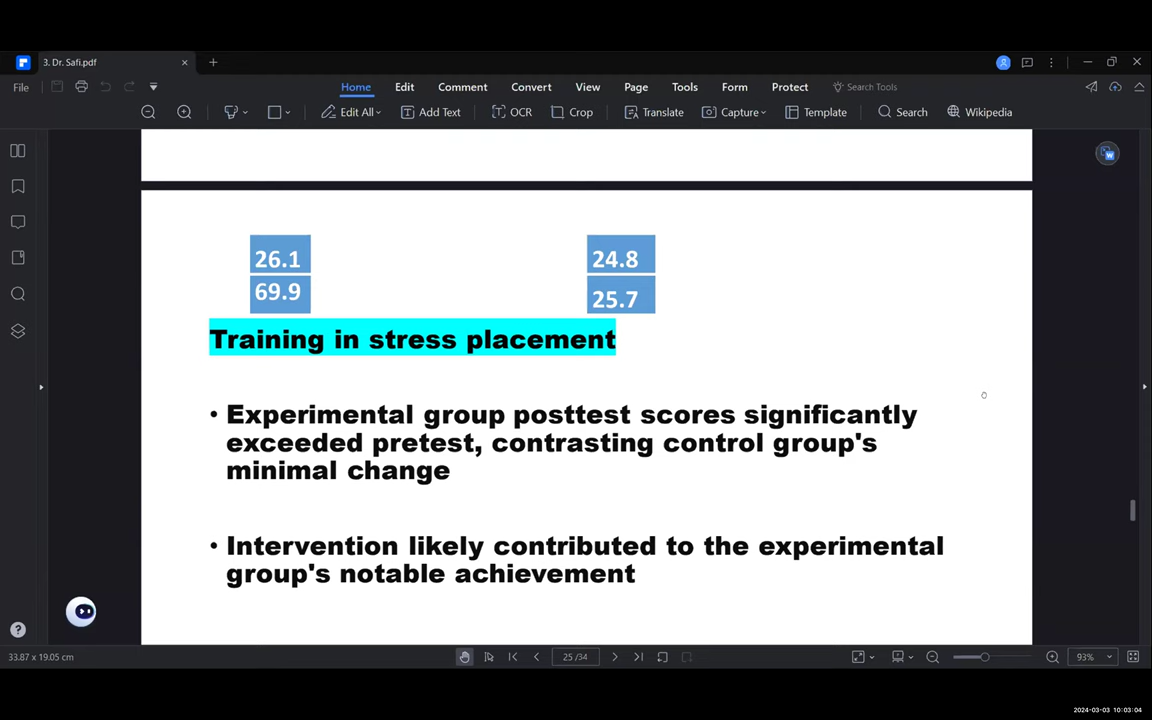 3. Dr. Safi.pdf
File
Home Edit Comment Convert View Page Tools Form Protect Search Tools
Edit All Add Text OCR Crop Translate Capture Template Search Wikipedia
26.1 24.8
69.9 25.7
Training in stress placement
• Experimental group posttest scores significantly
exceeded pretest, contrasting control group's
minimal change
• Intervention likely contributed to the experimental
group's notable achievement
33.87 x 19.05 cm 25 /34 93%
2024-03-03 10:03:04